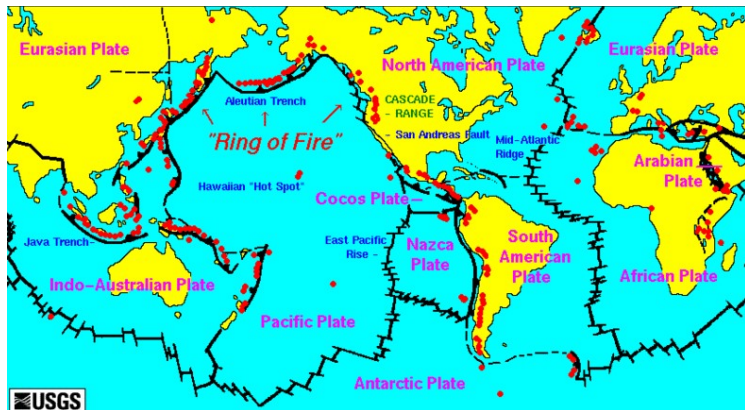 Eurasian Plate
North American Plate
Eurasian Plate
Aleutian Trench
CASCADE
RANGE
"Ring of Fire"
San Andreas Fault
Mid-Atlantic
Ridge
Arabian
Plate
Hawaiian "Hot Spot"
Cocos Plate
Java Trench
East Pacific
Rise
Nazca
Plate
South
American
Plate
Indo-Australian Plate
African Plate
Pacific Plate
Antarctic Plate
USGS